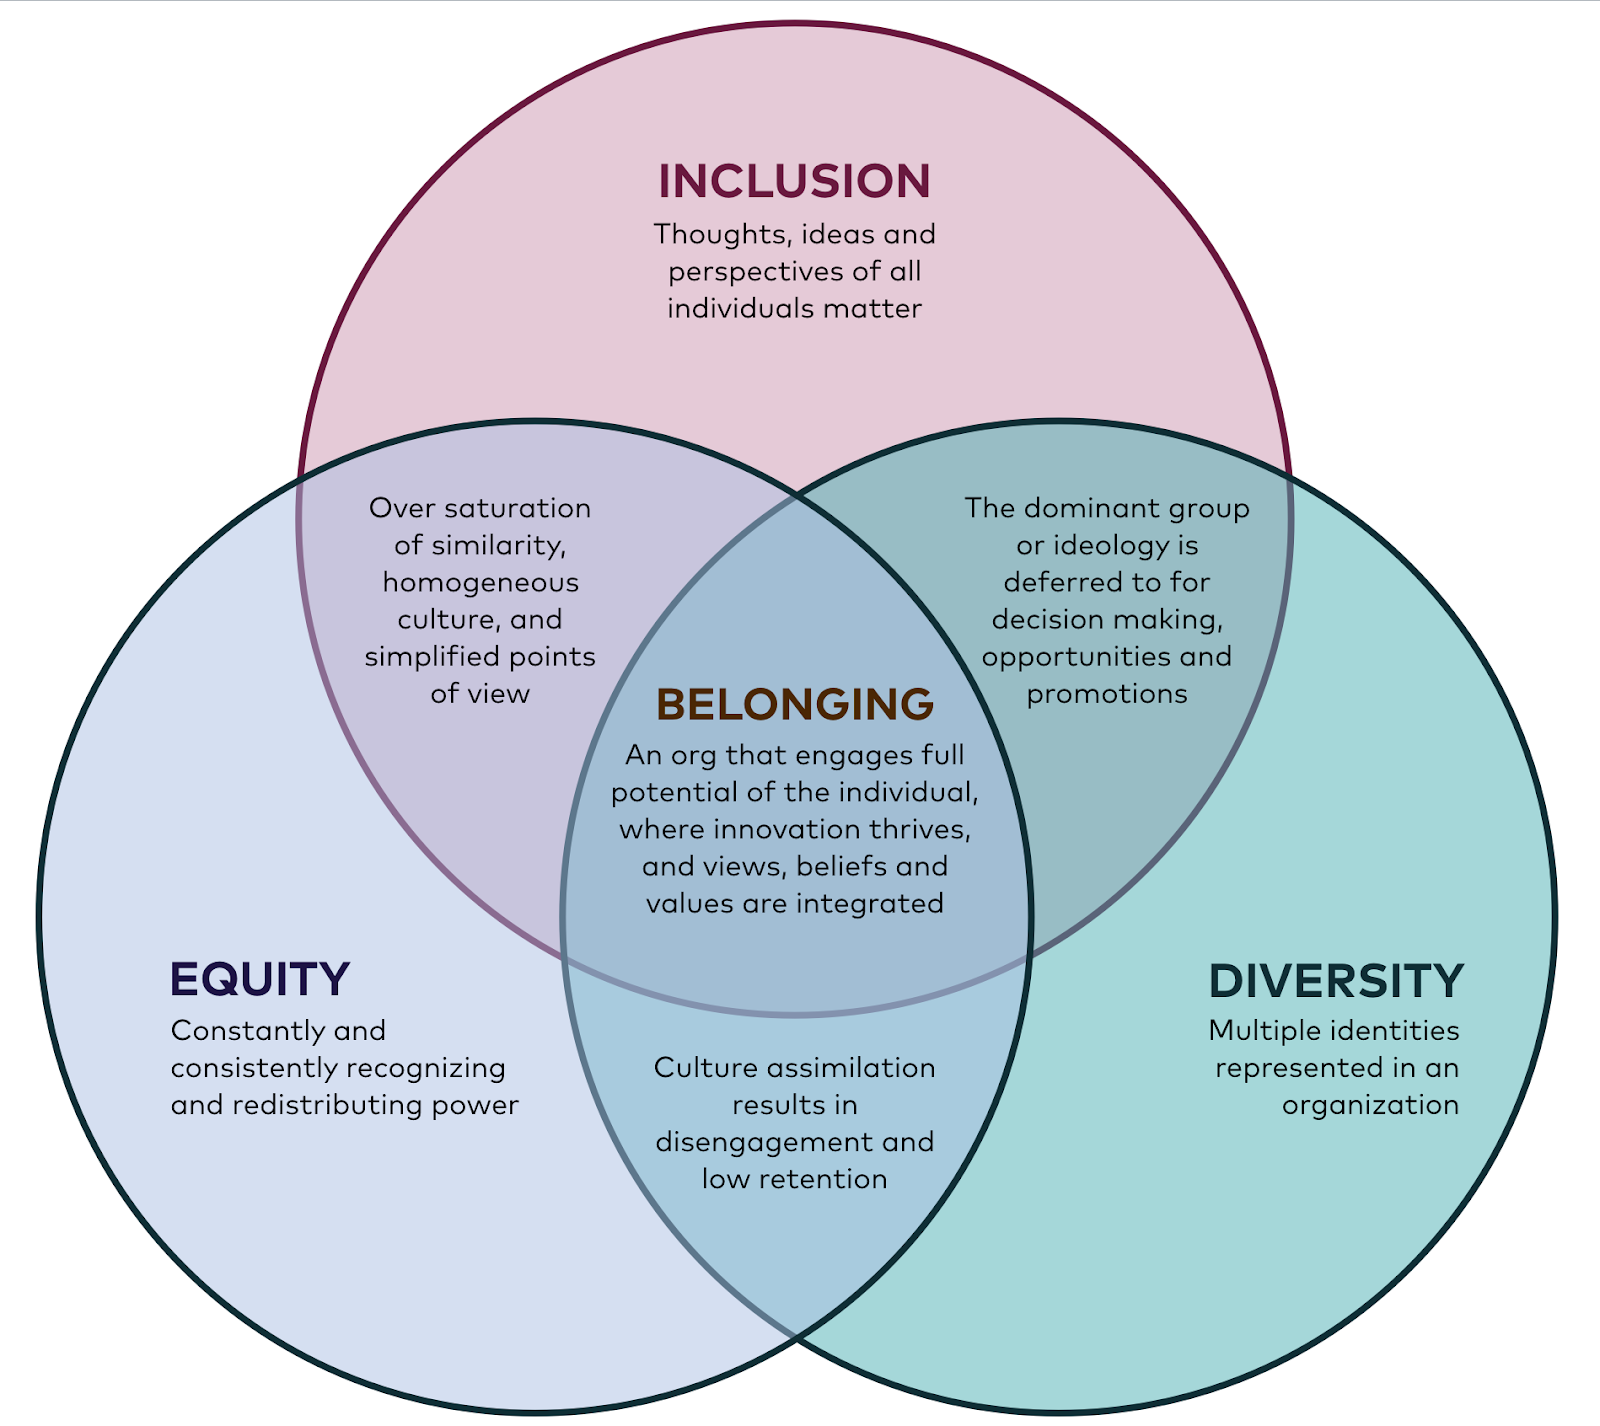 INCLUSION
Thoughts, ideas and
perspectives of all
individuals matter
Over saturation
of similarity,
homogeneous
culture, and
simplified points
of view
The dominant group
or ideology is
deferred to for
decision making,
opportunities and
promotions
BELONGING
An org that engages full
potential of the individual,
where innovation thrives,
and views, beliefs and
values are integrated
EQUITY
Constantly and
consistently recognizing
and redistributing power
DIVERSITY
Multiple identities
represented in an
organization
Culture assimilation
results in
disengagement and
low retention